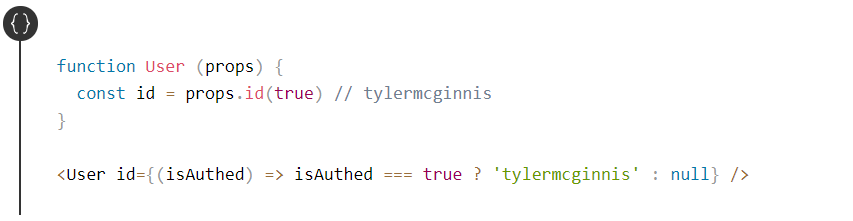 {}
function User (props) {
  const id = props.id(true) // tylermcginnis
}
<User id={(isAuthed) => isAuthed === true ? 'tylermcginnis' : null} />